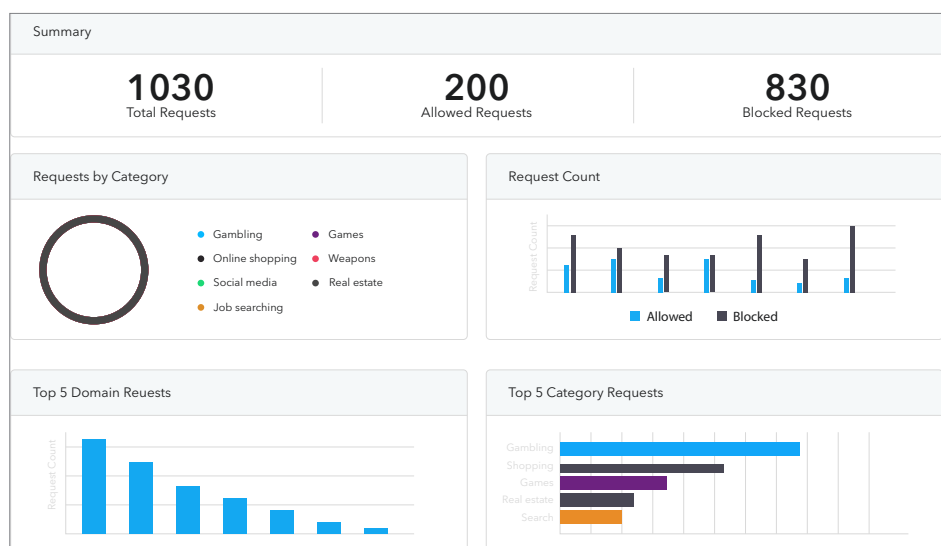 Summary
1030
Total Requests
200
Allowed Requests
830
Blocked Requests
Requests by Category
Gambling
Games
Online shopping
Weapons
Social media
Real estate
Job searching
Request Count
Request Count
Allowed
Blocked
Top 5 Domain Reuests
Request Count
Top 5 Category Requests
Gambling
Shopping
Games
Real estate
Search